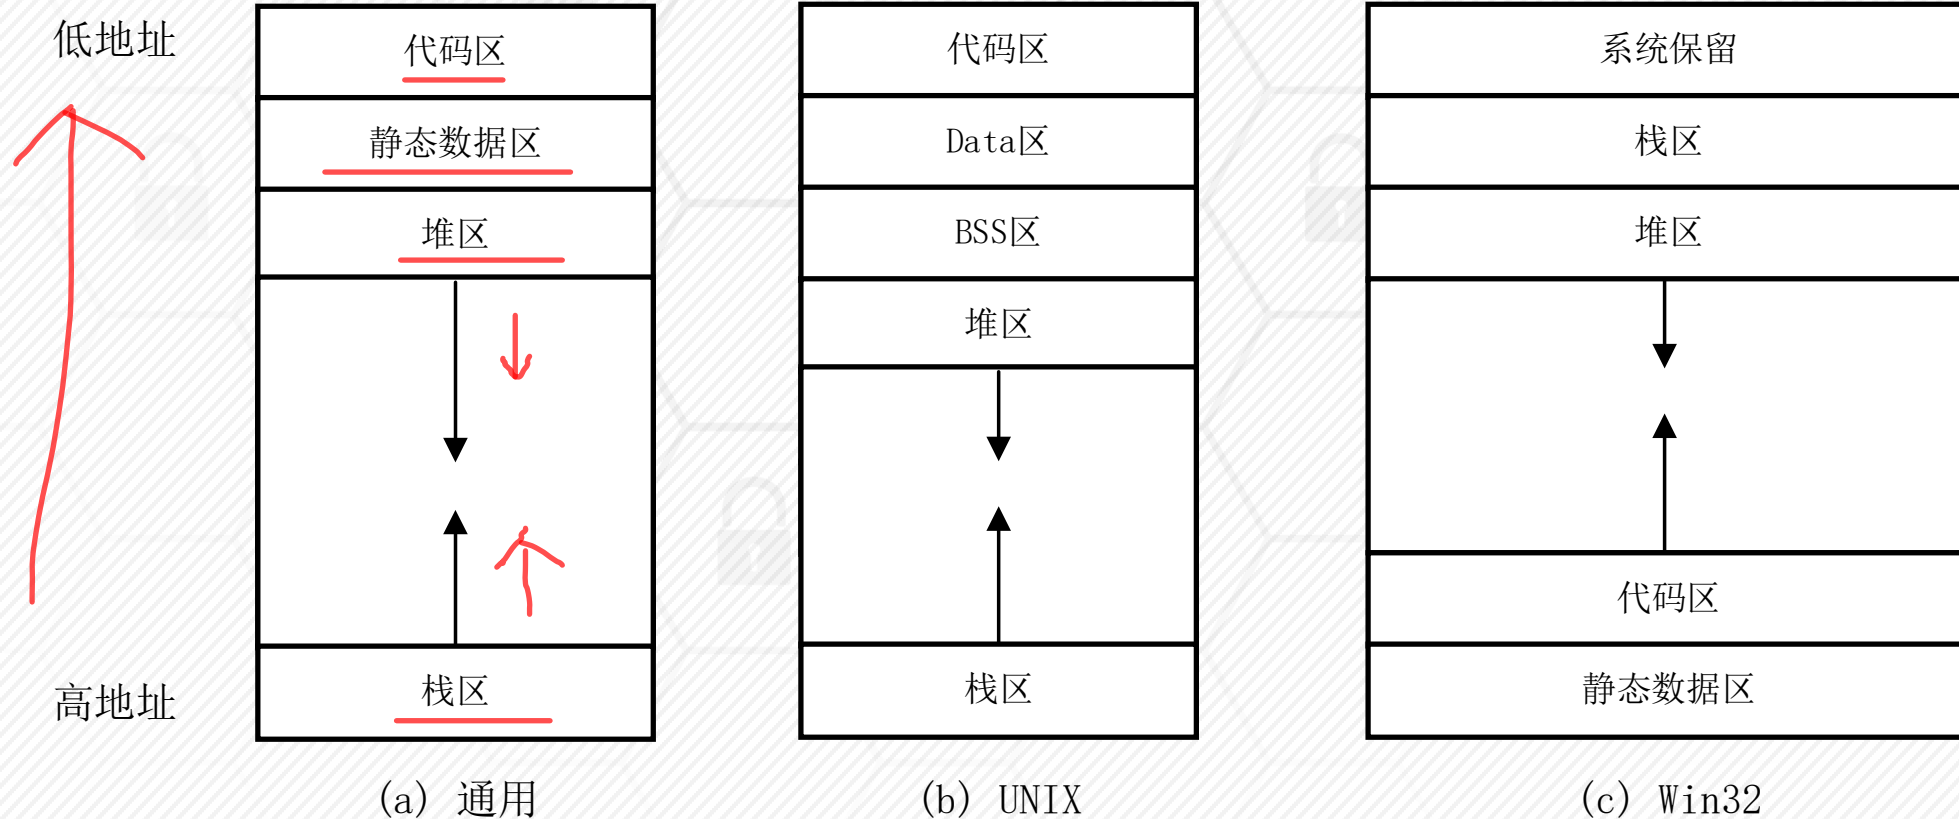 低地址
代码区
静态数据区
堆区
栈区
高地址
(a) 通用
代码区
Data区
BSS区
堆区
栈区
(b) UNIX
系统保留
栈区
堆区
代码区
静态数据区
(c) Win32